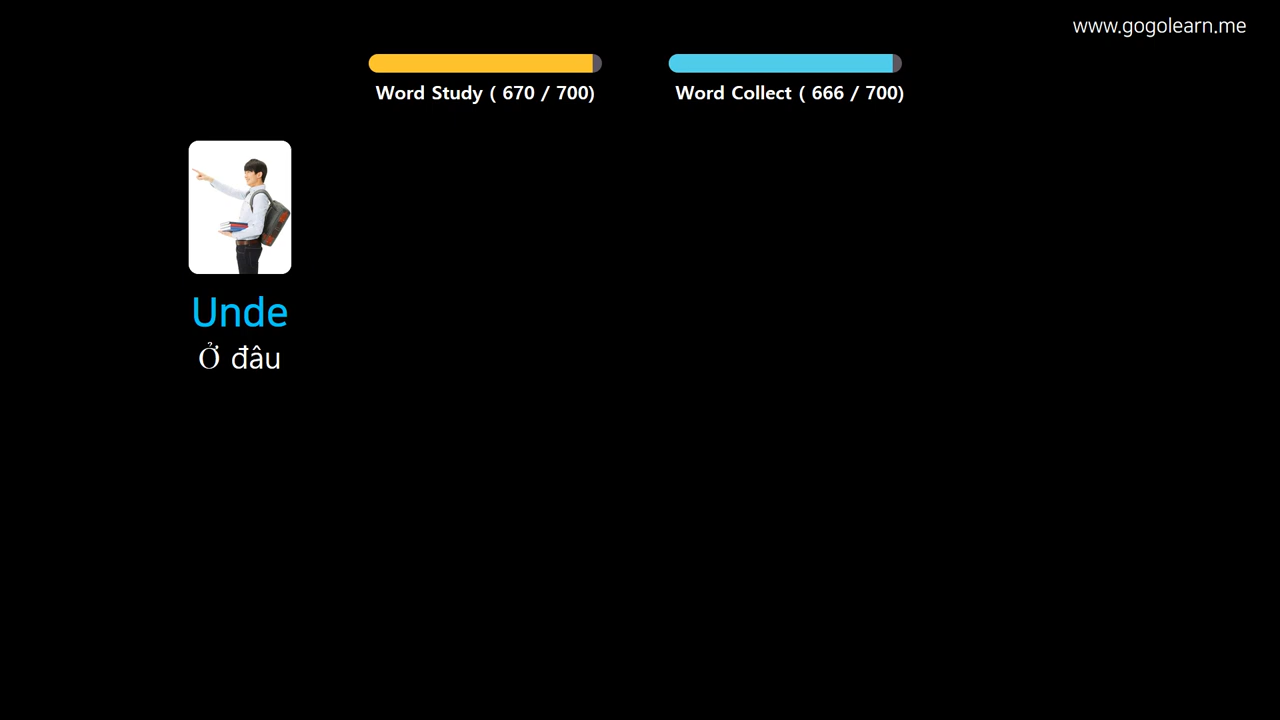 www.gogolearn.me
Word Study ( 670 / 700)
Word Collect ( 666 / 700)
Unde
Ở đâu